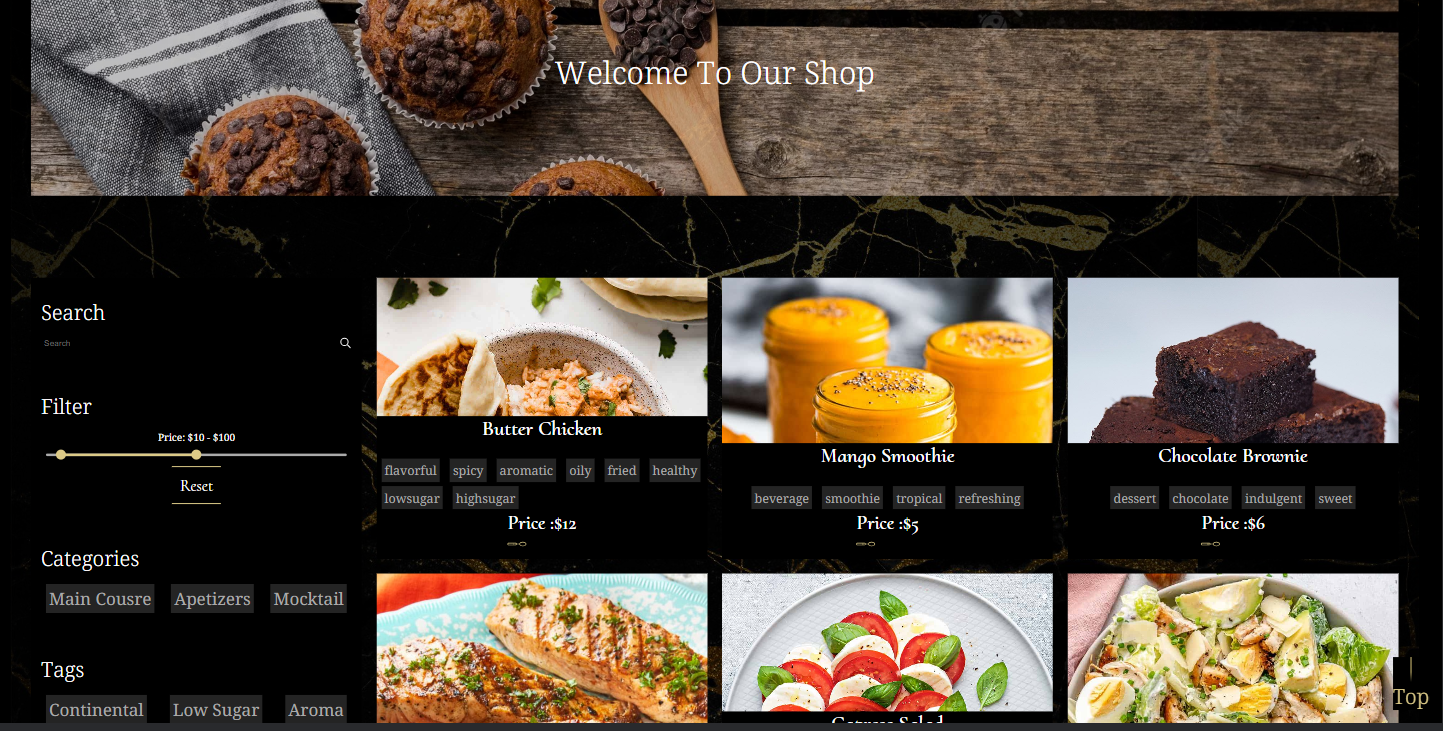 Welcome To Our Shop
Search
Search
Filter
Price: $10 - $100
Reset
Categories
Main Cousre Apetizers Mocktail
Tags
Continental Low Sugar Aroma
Butter Chicken
flavorful spicy aromatic oily fried healthy
lowsugar highsugar
Price :$12
Mango Smoothie
beverage smoothie tropical refreshing
Price :$5
Chocolate Brownie
dessert chocolate indulgent sweet
Price :$6
Salad
Top